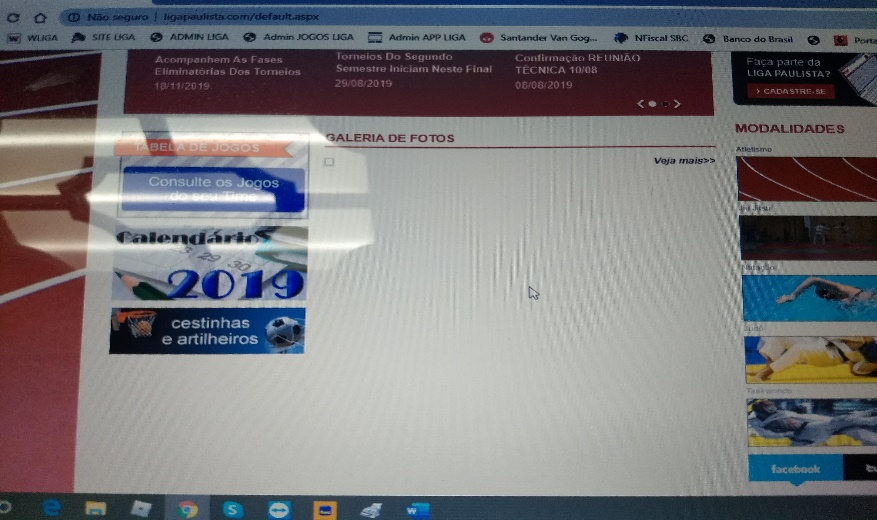 Não seguro | ligapaulista.com/default.aspx
WLIGA SITE LIGA ADMIN LIGA Admin JOGOS LIGA Admin APP LIGA Santander Van Gog... NFiscal SBC Banco do Brasil Porta
Acompanhem As Fases
Eliminatórias Dos Torneios
18/11/2019
Torneios Do Segundo
Semestre Iniciam Neste Final
29/08/2019
Confirmação REUNIÃO
TÉCNICA 10/08
08/08/2019
Faça parte da
LIGA PAULISTA?
> CADASTRE-SE
TABELA DE JOGOS
Consulte os Jogos
do seu Time
Calendário
29 30
2019
cestinhas
e artilheiros
GALERIA DE FOTOS
Veja mais>>
MODALIDADES
Atletismo
Natação
Judô
facebook